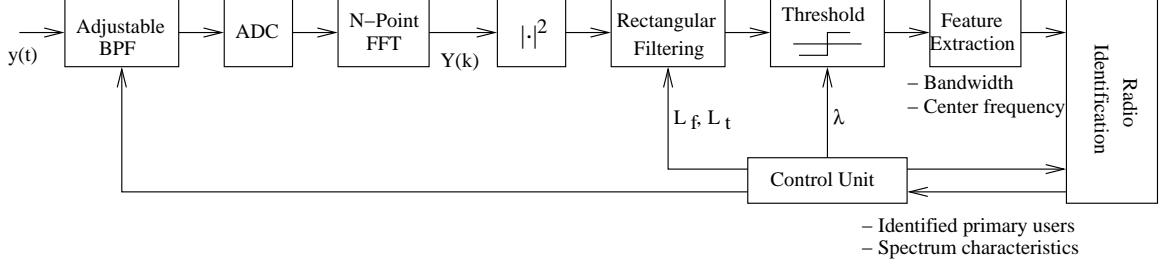 y(t)
Adjustable
BPF
ADC
N−Point
FFT
Y(k)
|·|²
Rectangular
Filtering
Threshold
Feature
Extraction
− Bandwidth
− Center frequency
Radio
Identification
L f, L t
λ
Control Unit
− Identified primary users
− Spectrum characteristics